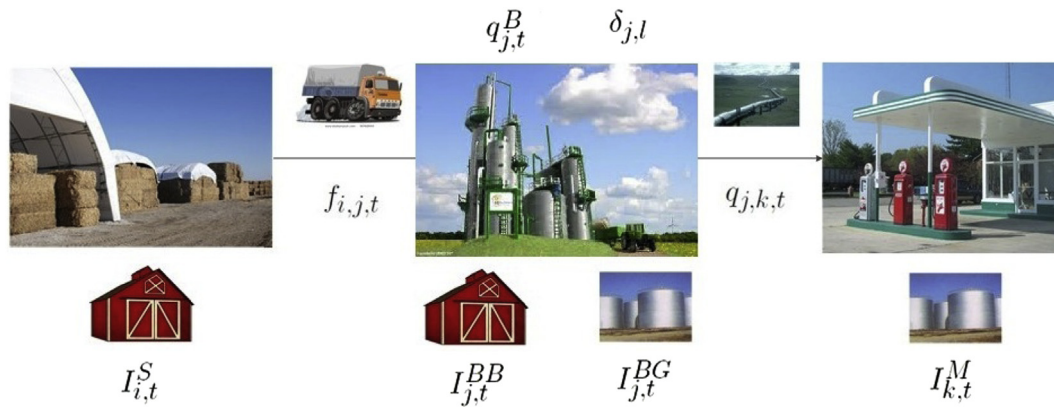 q^B_{j,t} δ_{j,l}
f_{i,j,t} q_{j,k,t}
I^S_{i,t} I^{BB}_{j,t} I^{BG}_{j,t} I^M_{k,t}